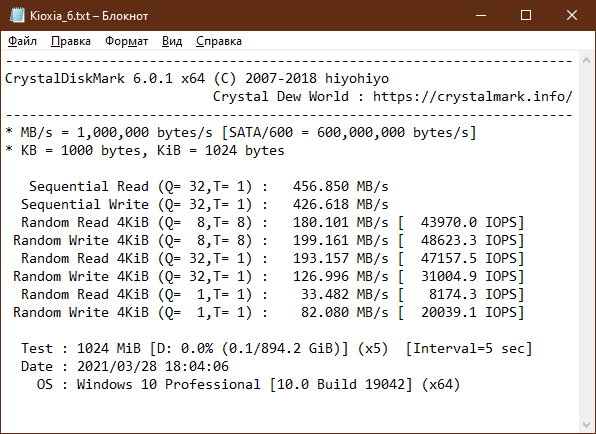 Kioxia_6.txt – Блокнот
Файл Правка Формат Вид Справка
-----------------------------------------------------------------------
CrystalDiskMark 6.0.1 x64 (C) 2007-2018 hiyohiyo
                          Crystal Dew World : https://crystalmark.info/
-----------------------------------------------------------------------
* MB/s = 1,000,000 bytes/s [SATA/600 = 600,000,000 bytes/s]
* KB = 1000 bytes, KiB = 1024 bytes
   Sequential Read (Q= 32,T= 1) :   456.850 MB/s
  Sequential Write (Q= 32,T= 1) :   426.618 MB/s
  Random Read 4KiB (Q=  8,T= 8) :   180.101 MB/s [  43970.0 IOPS]
 Random Write 4KiB (Q=  8,T= 8) :   199.161 MB/s [  48623.3 IOPS]
  Random Read 4KiB (Q= 32,T= 1) :   193.157 MB/s [  47157.5 IOPS]
 Random Write 4KiB (Q= 32,T= 1) :   126.996 MB/s [  31004.9 IOPS]
  Random Read 4KiB (Q=  1,T= 1) :    33.482 MB/s [   8174.3 IOPS]
 Random Write 4KiB (Q=  1,T= 1) :    82.080 MB/s [  20039.1 IOPS]
  Test : 1024 MiB [D: 0.0% (0.1/894.2 GiB)] (x5)  [Interval=5 sec]
  Date : 2021/03/28 18:04:06
    OS : Windows 10 Professional [10.0 Build 19042] (x64)